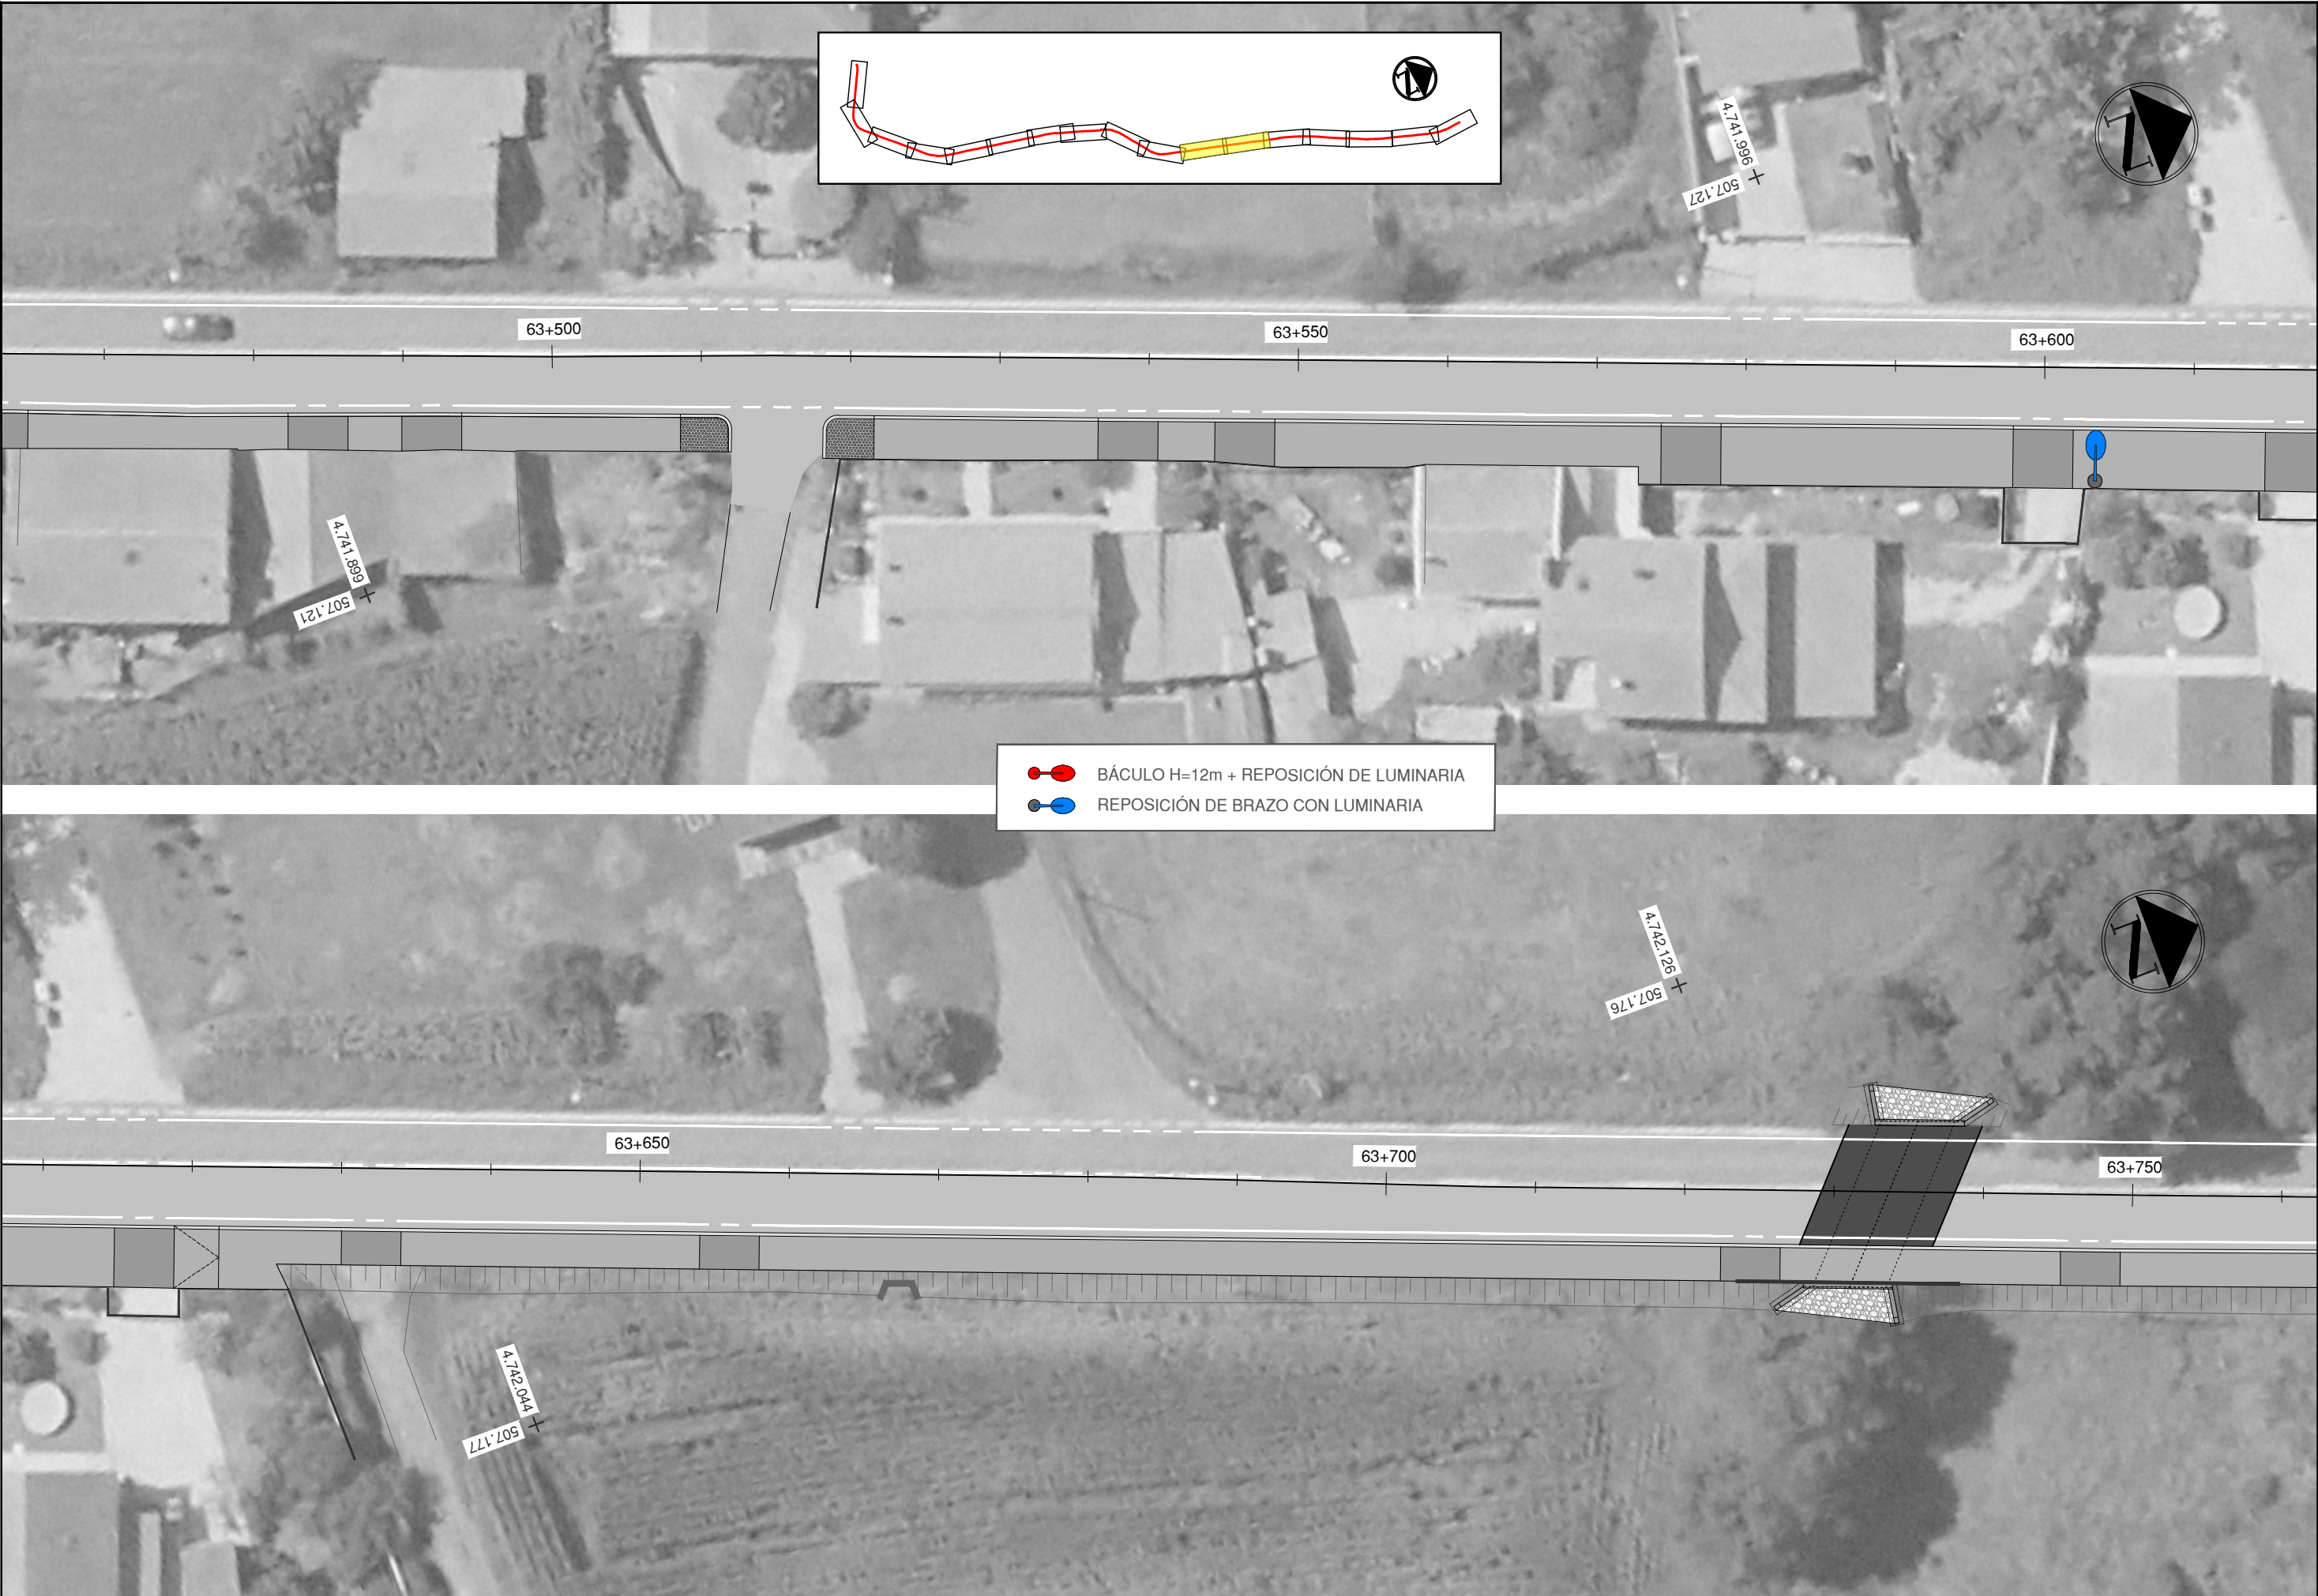 N
N
4.741.996
507.127
63+500
63+550
63+600
4.741.899
507.121
BÁCULO H=12m + REPOSICIÓN DE LUMINARIA
REPOSICIÓN DE BRAZO CON LUMINARIA
N
4.742.126
507.176
63+650
63+700
63+750
4.742.044
507.177